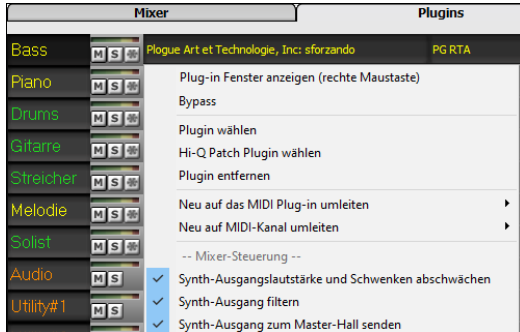 Mixer Plugins
Bass M S Plogue Art et Technologie, Inc: sforzando PG RTA
Piano M S Plug-in Fenster anzeigen (rechte Maustaste)
Bypass
Drums M S
Plugin wählen
Gitarre M S Hi-Q Patch Plugin wählen
Streicher M S Plugin entfernen
Melodie M S Neu auf das MIDI Plug-in umleiten
Neu auf MIDI-Kanal umleiten
Solist M S
-- Mixer-Steuerung --
Audio M S Synth-Ausgangslautstärke und Schwenken abschwächen
Utility#1 M S Synth-Ausgang filtern
Synth-Ausgang zum Master-Hall senden